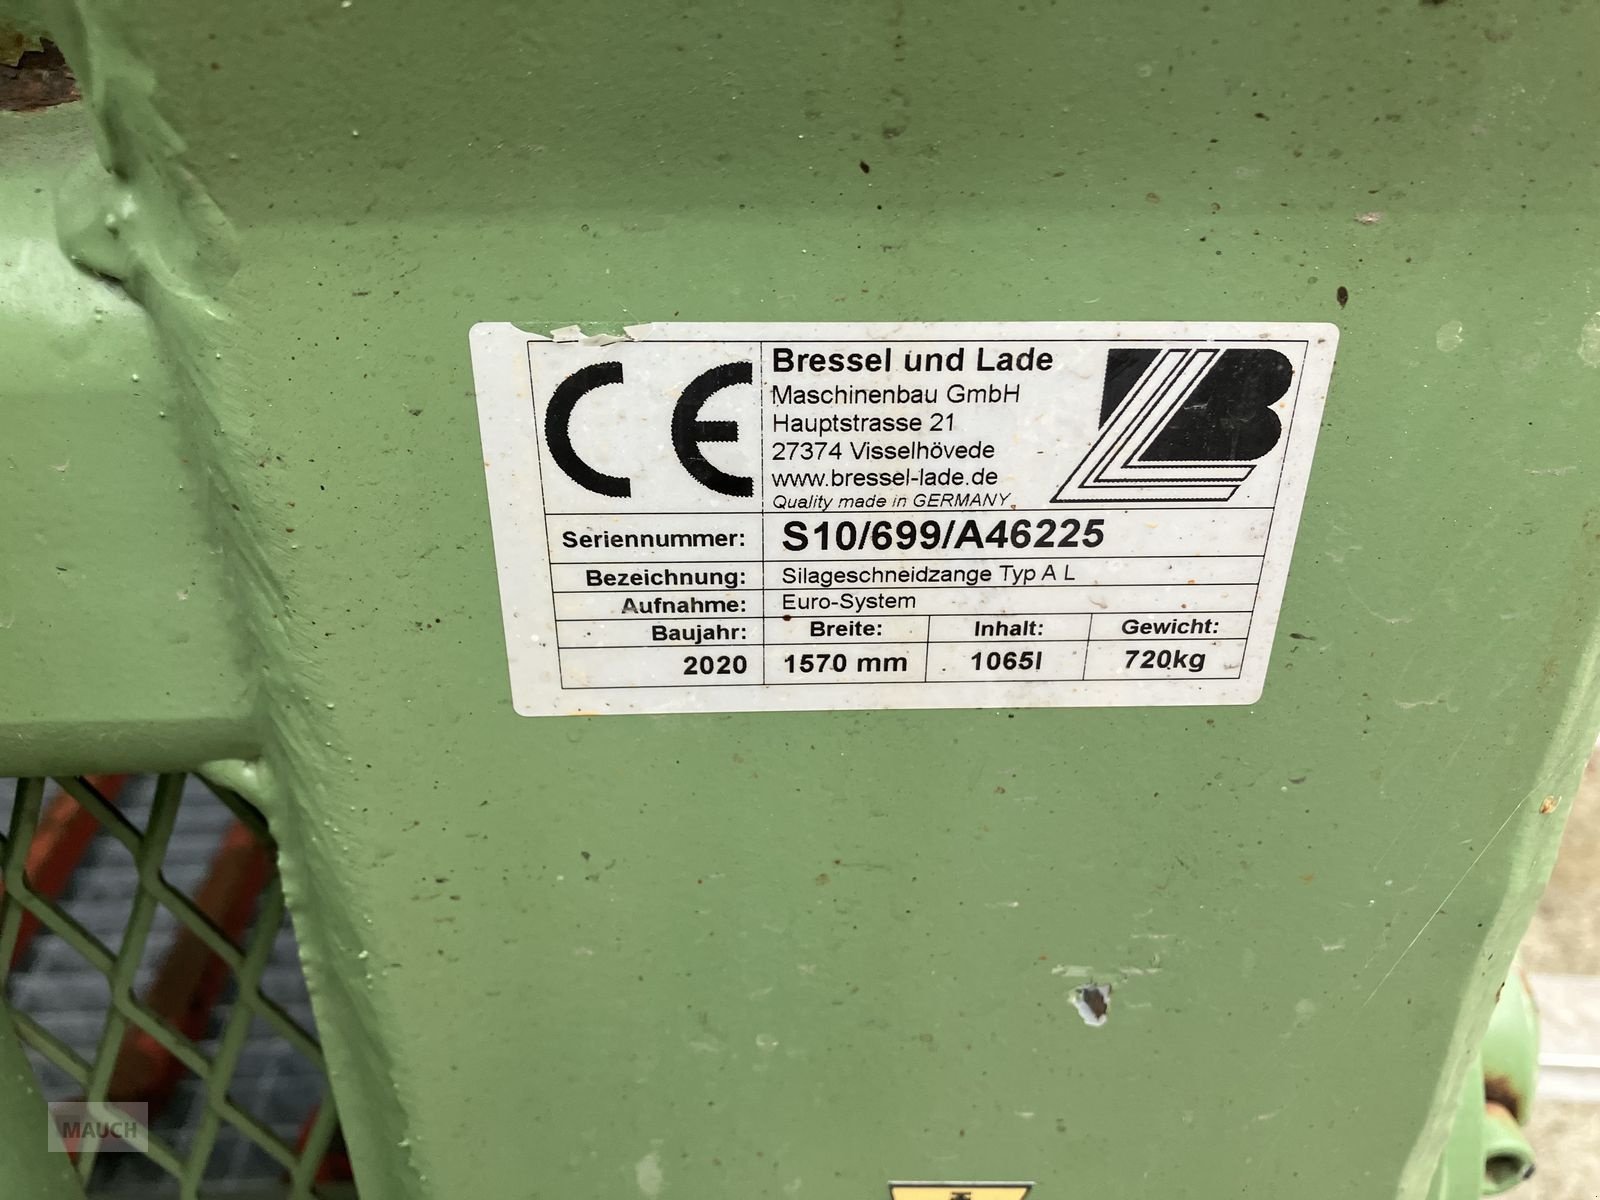 CE
Bressel und Lade
Maschinenbau GmbH
Hauptstrasse 21
27374 Visselhövede
www.bressel-lade.de
Quality made in GERMANY
LB
Seriennummer: S10/699/A46225
Bezeichnung: Silageschneidzange Typ A L
Aufnahme: Euro-System
Baujahr: Breite: Inhalt: Gewicht:
2020 1570 mm 1065l 720kg
MAUCH